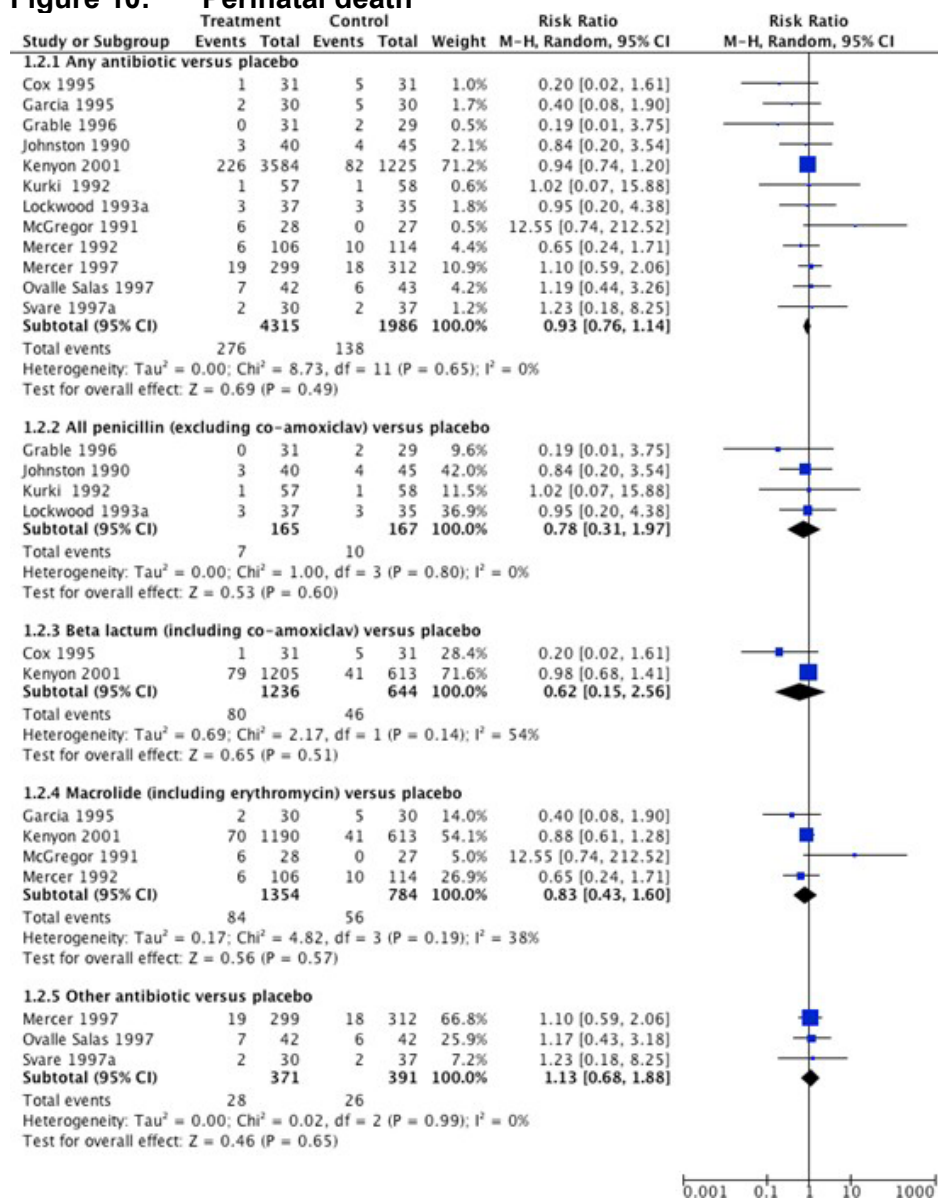 Figure 10: Perinatal death
Treatment Control Risk Ratio Risk Ratio
Study or Subgroup Events Total Events Total Weight M-H, Random, 95% CI M-H, Random, 95% CI
1.2.1 Any antibiotic versus placebo
Cox 1995 1 31 5 31 1.0% 0.20 [0.02, 1.61]
Garcia 1995 2 30 5 30 1.7% 0.40 [0.08, 1.90]
Grable 1996 0 31 2 29 0.5% 0.19 [0.01, 3.75]
Johnston 1990 3 40 4 45 2.1% 0.84 [0.20, 3.54]
Kenyon 2001 226 3584 82 1225 71.2% 0.94 [0.74, 1.20]
Kurki 1992 1 57 1 58 0.6% 1.02 [0.07, 15.88]
Lockwood 1993a 3 37 3 35 1.8% 0.95 [0.20, 4.38]
McGregor 1991 6 28 0 27 0.5% 12.55 [0.74, 212.52]
Mercer 1992 6 106 10 114 4.4% 0.65 [0.24, 1.71]
Mercer 1997 19 299 18 312 10.9% 1.10 [0.59, 2.06]
Ovalle Salas 1997 7 42 6 43 4.2% 1.19 [0.44, 3.26]
Svare 1997a 2 30 2 37 1.2% 1.23 [0.18, 8.25]
Subtotal (95% CI) 4315 1986 100.0% 0.93 [0.76, 1.14]
Total events 276 138
Heterogeneity: Tau² = 0.00; Chi² = 8.73, df = 11 (P = 0.65); I² = 0%
Test for overall effect: Z = 0.69 (P = 0.49)
1.2.2 All penicillin (excluding co-amoxiclav) versus placebo
Grable 1996 0 31 2 29 9.6% 0.19 [0.01, 3.75]
Johnston 1990 3 40 4 45 42.0% 0.84 [0.20, 3.54]
Kurki 1992 1 57 1 58 11.5% 1.02 [0.07, 15.88]
Lockwood 1993a 3 37 3 35 36.9% 0.95 [0.20, 4.38]
Subtotal (95% CI) 165 167 100.0% 0.78 [0.31, 1.97]
Total events 7 10
Heterogeneity: Tau² = 0.00; Chi² = 1.00, df = 3 (P = 0.80); I² = 0%
Test for overall effect: Z = 0.53 (P = 0.60)
1.2.3 Beta lactum (including co-amoxiclav) versus placebo
Cox 1995 1 31 5 31 28.4% 0.20 [0.02, 1.61]
Kenyon 2001 79 1205 41 613 71.6% 0.98 [0.68, 1.41]
Subtotal (95% CI) 1236 644 100.0% 0.62 [0.15, 2.56]
Total events 80 46
Heterogeneity: Tau² = 0.69; Chi² = 2.17, df = 1 (P = 0.14); I² = 54%
Test for overall effect: Z = 0.65 (P = 0.51)
1.2.4 Macrolide (including erythromycin) versus placebo
Garcia 1995 2 30 5 30 14.0% 0.40 [0.08, 1.90]
Kenyon 2001 70 1190 41 613 54.1% 0.88 [0.61, 1.28]
McGregor 1991 6 28 0 27 5.0% 12.55 [0.74, 212.52]
Mercer 1992 6 106 10 114 26.9% 0.65 [0.24, 1.71]
Subtotal (95% CI) 1354 784 100.0% 0.83 [0.43, 1.60]
Total events 84 56
Heterogeneity: Tau² = 0.17; Chi² = 4.82, df = 3 (P = 0.19); I² = 38%
Test for overall effect: Z = 0.56 (P = 0.57)
1.2.5 Other antibiotic versus placebo
Mercer 1997 19 299 18 312 66.8% 1.10 [0.59, 2.06]
Ovalle Salas 1997 7 42 6 42 25.9% 1.17 [0.43, 3.18]
Svare 1997a 2 30 2 37 7.2% 1.23 [0.18, 8.25]
Subtotal (95% CI) 371 391 100.0% 1.13 [0.68, 1.88]
Total events 28 26
Heterogeneity: Tau² = 0.00; Chi² = 0.02, df = 2 (P = 0.99); I² = 0%
Test for overall effect: Z = 0.46 (P = 0.65)
0.001 0.1 1 10 1000